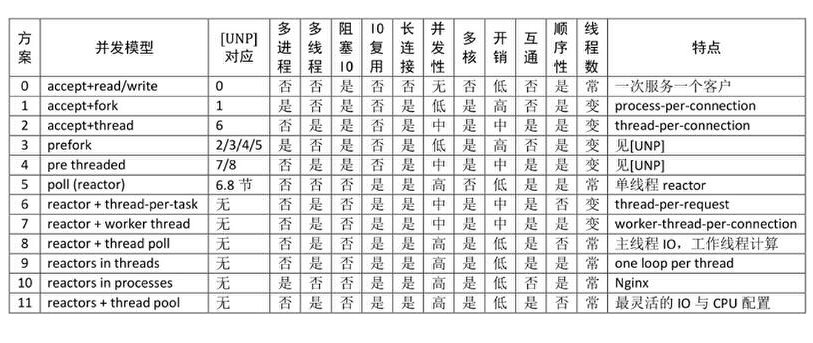 方案 并发模型 [UNP]对应 多进程 多线程 阻塞IO IO复用 长连接 并发性 多核 开销 互通 顺序性 线程数 特点
0 accept+read/write 0 否 否 是 否 否 无 否 低 否 是 常 一次服务一个客户
1 accept+fork 1 是 否 是 否 是 低 是 高 否 是 变 process-per-connection
2 accept+thread 6 否 是 是 否 是 中 是 中 是 是 变 thread-per-connection
3 prefork 2/3/4/5 是 否 是 否 是 低 是 高 否 是 变 见[UNP]
4 pre threaded 7/8 否 是 是 否 是 中 是 中 是 是 变 见[UNP]
5 poll (reactor) 6.8 节 否 否 否 是 是 高 否 低 是 是 常 单线程 reactor
6 reactor + thread-per-task 无 否 是 否 是 是 中 是 中 是 否 变 thread-per-request
7 reactor + worker thread 无 否 是 否 是 是 中 是 中 是 是 变 worker-thread-per-connection
8 reactor + thread poll 无 否 是 否 是 是 高 是 低 是 否 常 主线程 IO，工作线程计算
9 reactors in threads 无 否 是 否 是 是 高 是 低 是 是 常 one loop per thread
10 reactors in processes 无 是 否 否 是 是 高 是 低 否 是 常 Nginx
11 reactors + thread pool 无 否 是 否 是 是 高 是 低 是 否 常 最灵活的 IO 与 CPU 配置